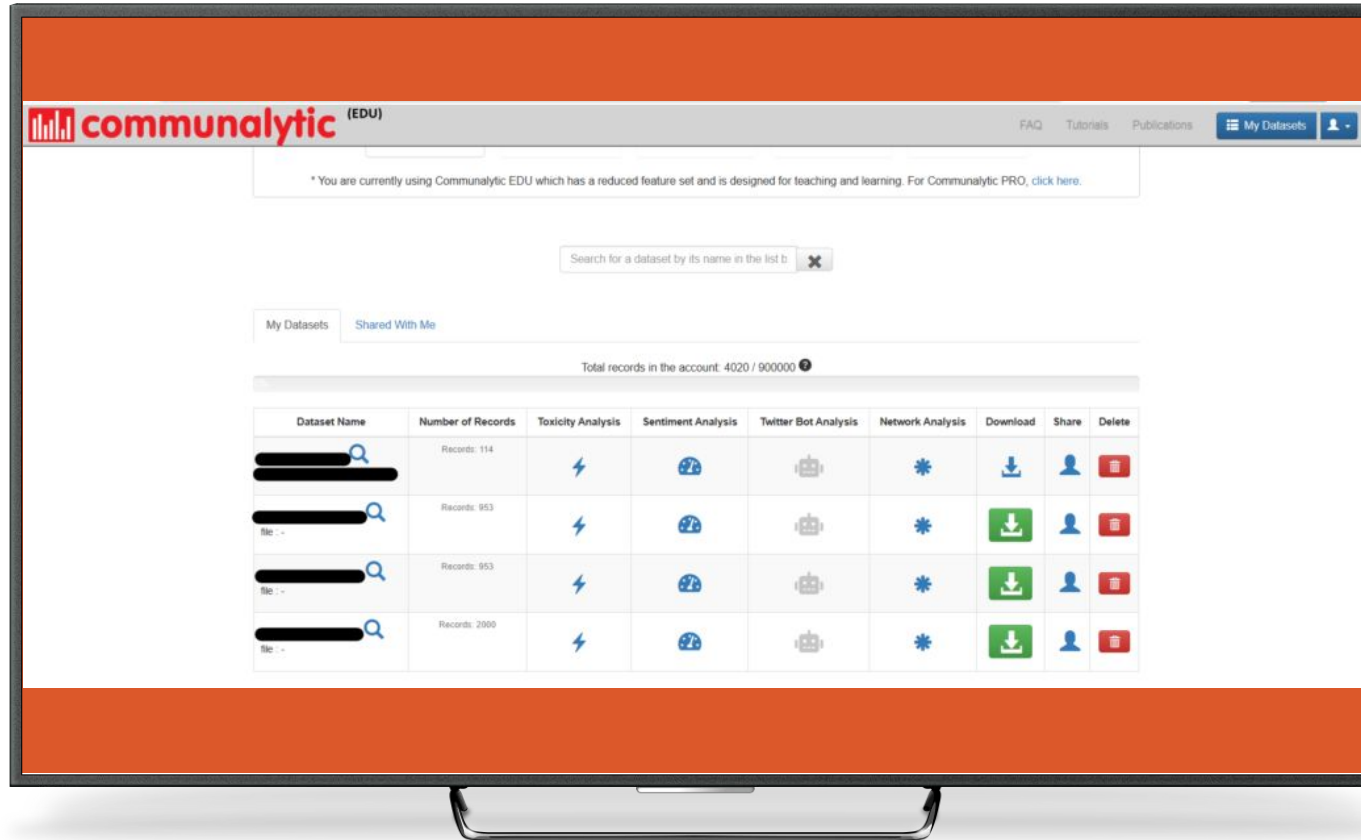 communalytic (EDU)
FAQ Tutorials Publications My Datasets
* You are currently using Communalytic EDU which has a reduced feature set and is designed for teaching and learning. For Communalytic PRO, click here.
Search for a dataset by its name in the list b
My Datasets Shared With Me
Total records in the account: 4020 / 900000
Dataset Name Number of Records Toxicity Analysis Sentiment Analysis Twitter Bot Analysis Network Analysis Download Share Delete
Records: 114
Records: 953
file : -
Records: 953
file : -
Records: 2000
file : -